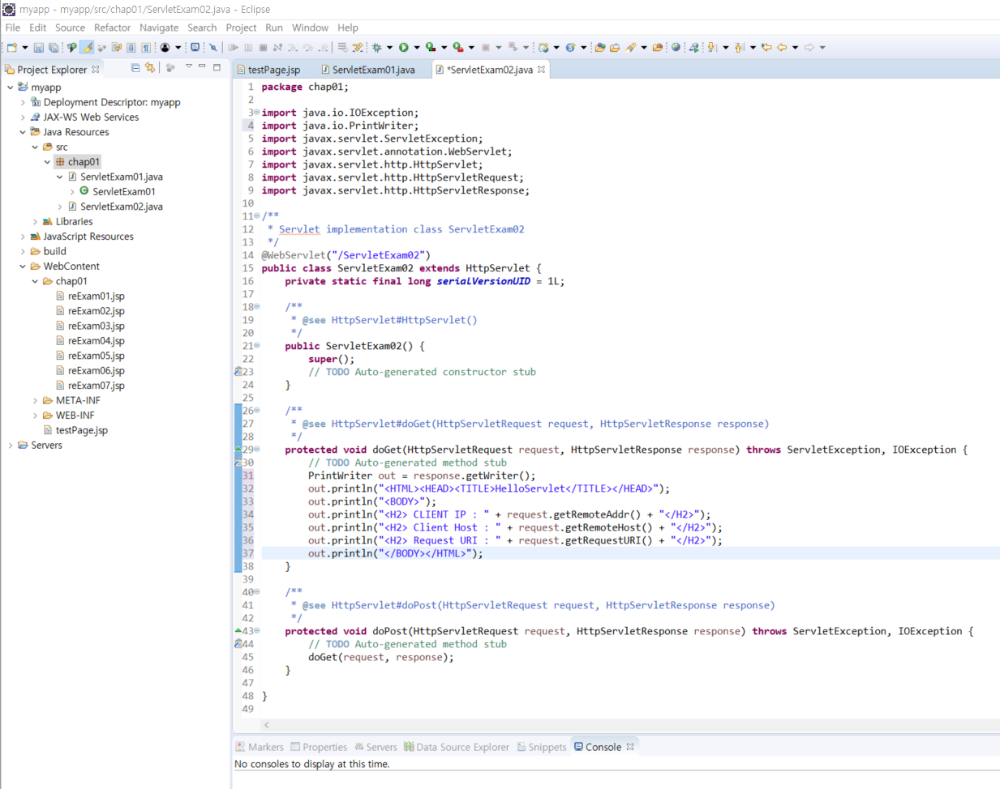 myapp - myapp/src/chap01/ServletExam02.java - Eclipse
File Edit Source Refactor Navigate Search Project Run Window Help
Project Explorer
myapp
Deployment Descriptor: myapp
JAX-WS Web Services
Java Resources
src
chap01
ServletExam01.java
ServletExam01
ServletExam02.java
Libraries
JavaScript Resources
build
WebContent
chap01
reExam01.jsp
reExam02.jsp
reExam03.jsp
reExam04.jsp
reExam05.jsp
reExam06.jsp
reExam07.jsp
META-INF
WEB-INF
testPage.jsp
Servers
testPage.jsp ServletExam01.java *ServletExam02.java
1 package chap01;
2
3 import java.io.IOException;
4 import java.io.PrintWriter;
5 import javax.servlet.ServletException;
6 import javax.servlet.annotation.WebServlet;
7 import javax.servlet.http.HttpServlet;
8 import javax.servlet.http.HttpServletRequest;
9 import javax.servlet.http.HttpServletResponse;
10
11 /**
12  * Servlet implementation class ServletExam02
13  */
14 @WebServlet("/ServletExam02")
15 public class ServletExam02 extends HttpServlet {
16     private static final long serialVersionUID = 1L;
17
18     /**
19      * @see HttpServlet#HttpServlet()
20      */
21     public ServletExam02() {
22         super();
23         // TODO Auto-generated constructor stub
24     }
25
26     /**
27      * @see HttpServlet#doGet(HttpServletRequest request, HttpServletResponse response)
28      */
29     protected void doGet(HttpServletRequest request, HttpServletResponse response) throws ServletException, IOException {
30         // TODO Auto-generated method stub
31         PrintWriter out = response.getWriter();
32         out.println("<HTML><HEAD><TITLE>HelloServlet</TITLE></HEAD>");
33         out.println("<BODY>");
34         out.println("<H2> CLIENT IP : " + request.getRemoteAddr() + "</H2>");
35         out.println("<H2> Client Host : " + request.getRemoteHost() + "</H2>");
36         out.println("<H2> Request URI : " + request.getRequestURI() + "</H2>");
37         out.println("</BODY></HTML>");
38     }
39
40     /**
41      * @see HttpServlet#doPost(HttpServletRequest request, HttpServletResponse response)
42      */
43     protected void doPost(HttpServletRequest request, HttpServletResponse response) throws ServletException, IOException {
44         // TODO Auto-generated method stub
45         doGet(request, response);
46     }
47
48 }
49
Markers Properties Servers Data Source Explorer Snippets Console
No consoles to display at this time.